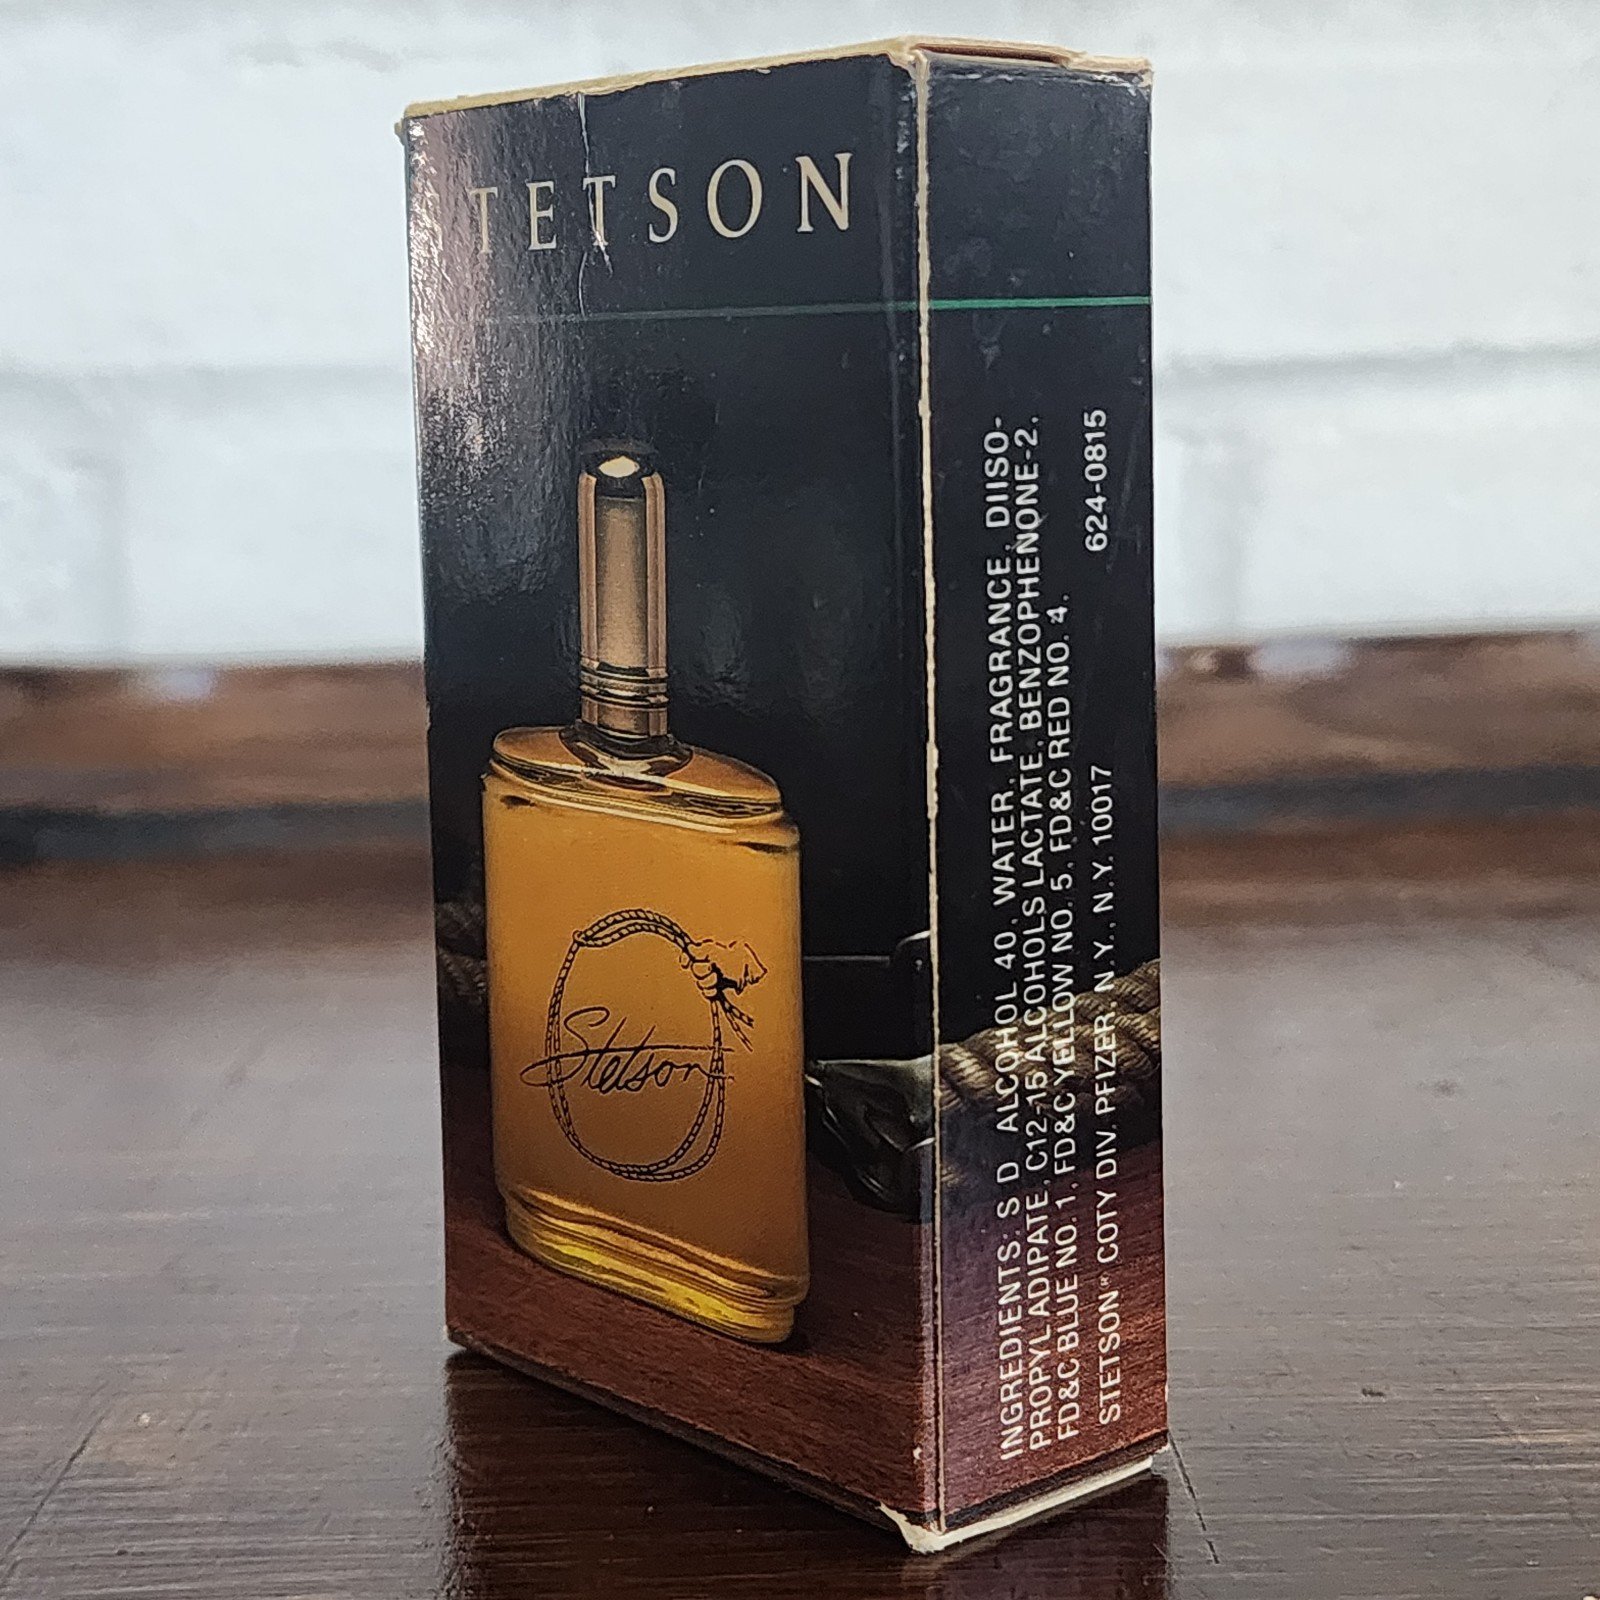 STETSON
Stetson
INGREDIENTS: S D ALCOHOL 40, WATER, FRAGRANCE, DIISO-
PROPYL ADIPATE, C12-15 ALCOHOLS LACTATE, BENZOPHENONE-2,
FD&C BLUE NO. 1, FD&C YELLOW NO. 5, FD&C RED NO. 4.
STETSON® COTY DIV. PFIZER, N.Y., N.Y. 10017 624-0815